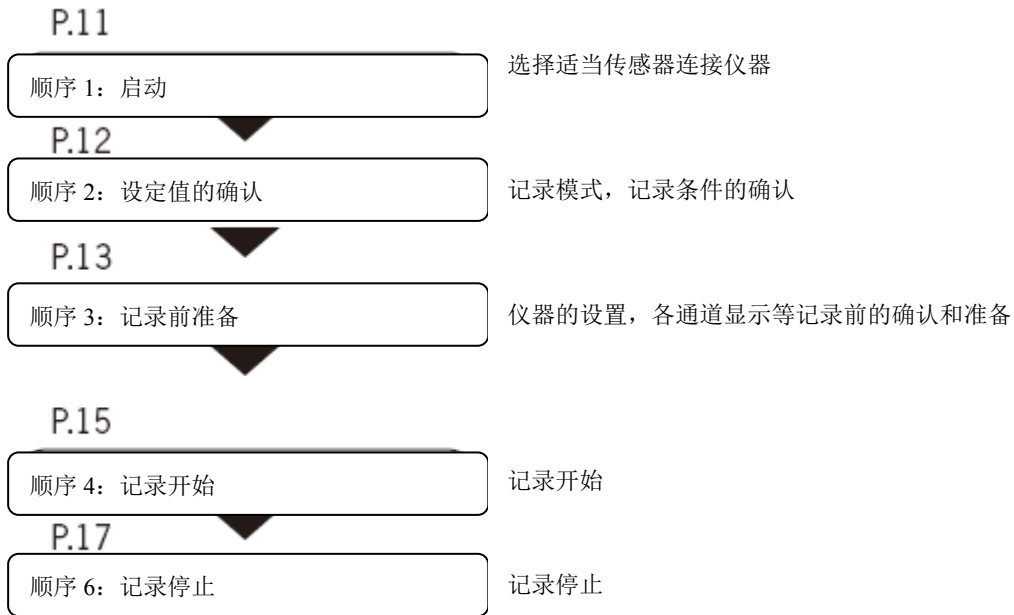 P.11
顺序 1：启动
选择适当传感器连接仪器
P.12
顺序 2：设定值的确认
记录模式，记录条件的确认
P.13
顺序 3：记录前准备
仪器的设置，各通道显示等记录前的确认和准备
P.15
顺序 4：记录开始
记录开始
P.17
顺序 6：记录停止
记录停止